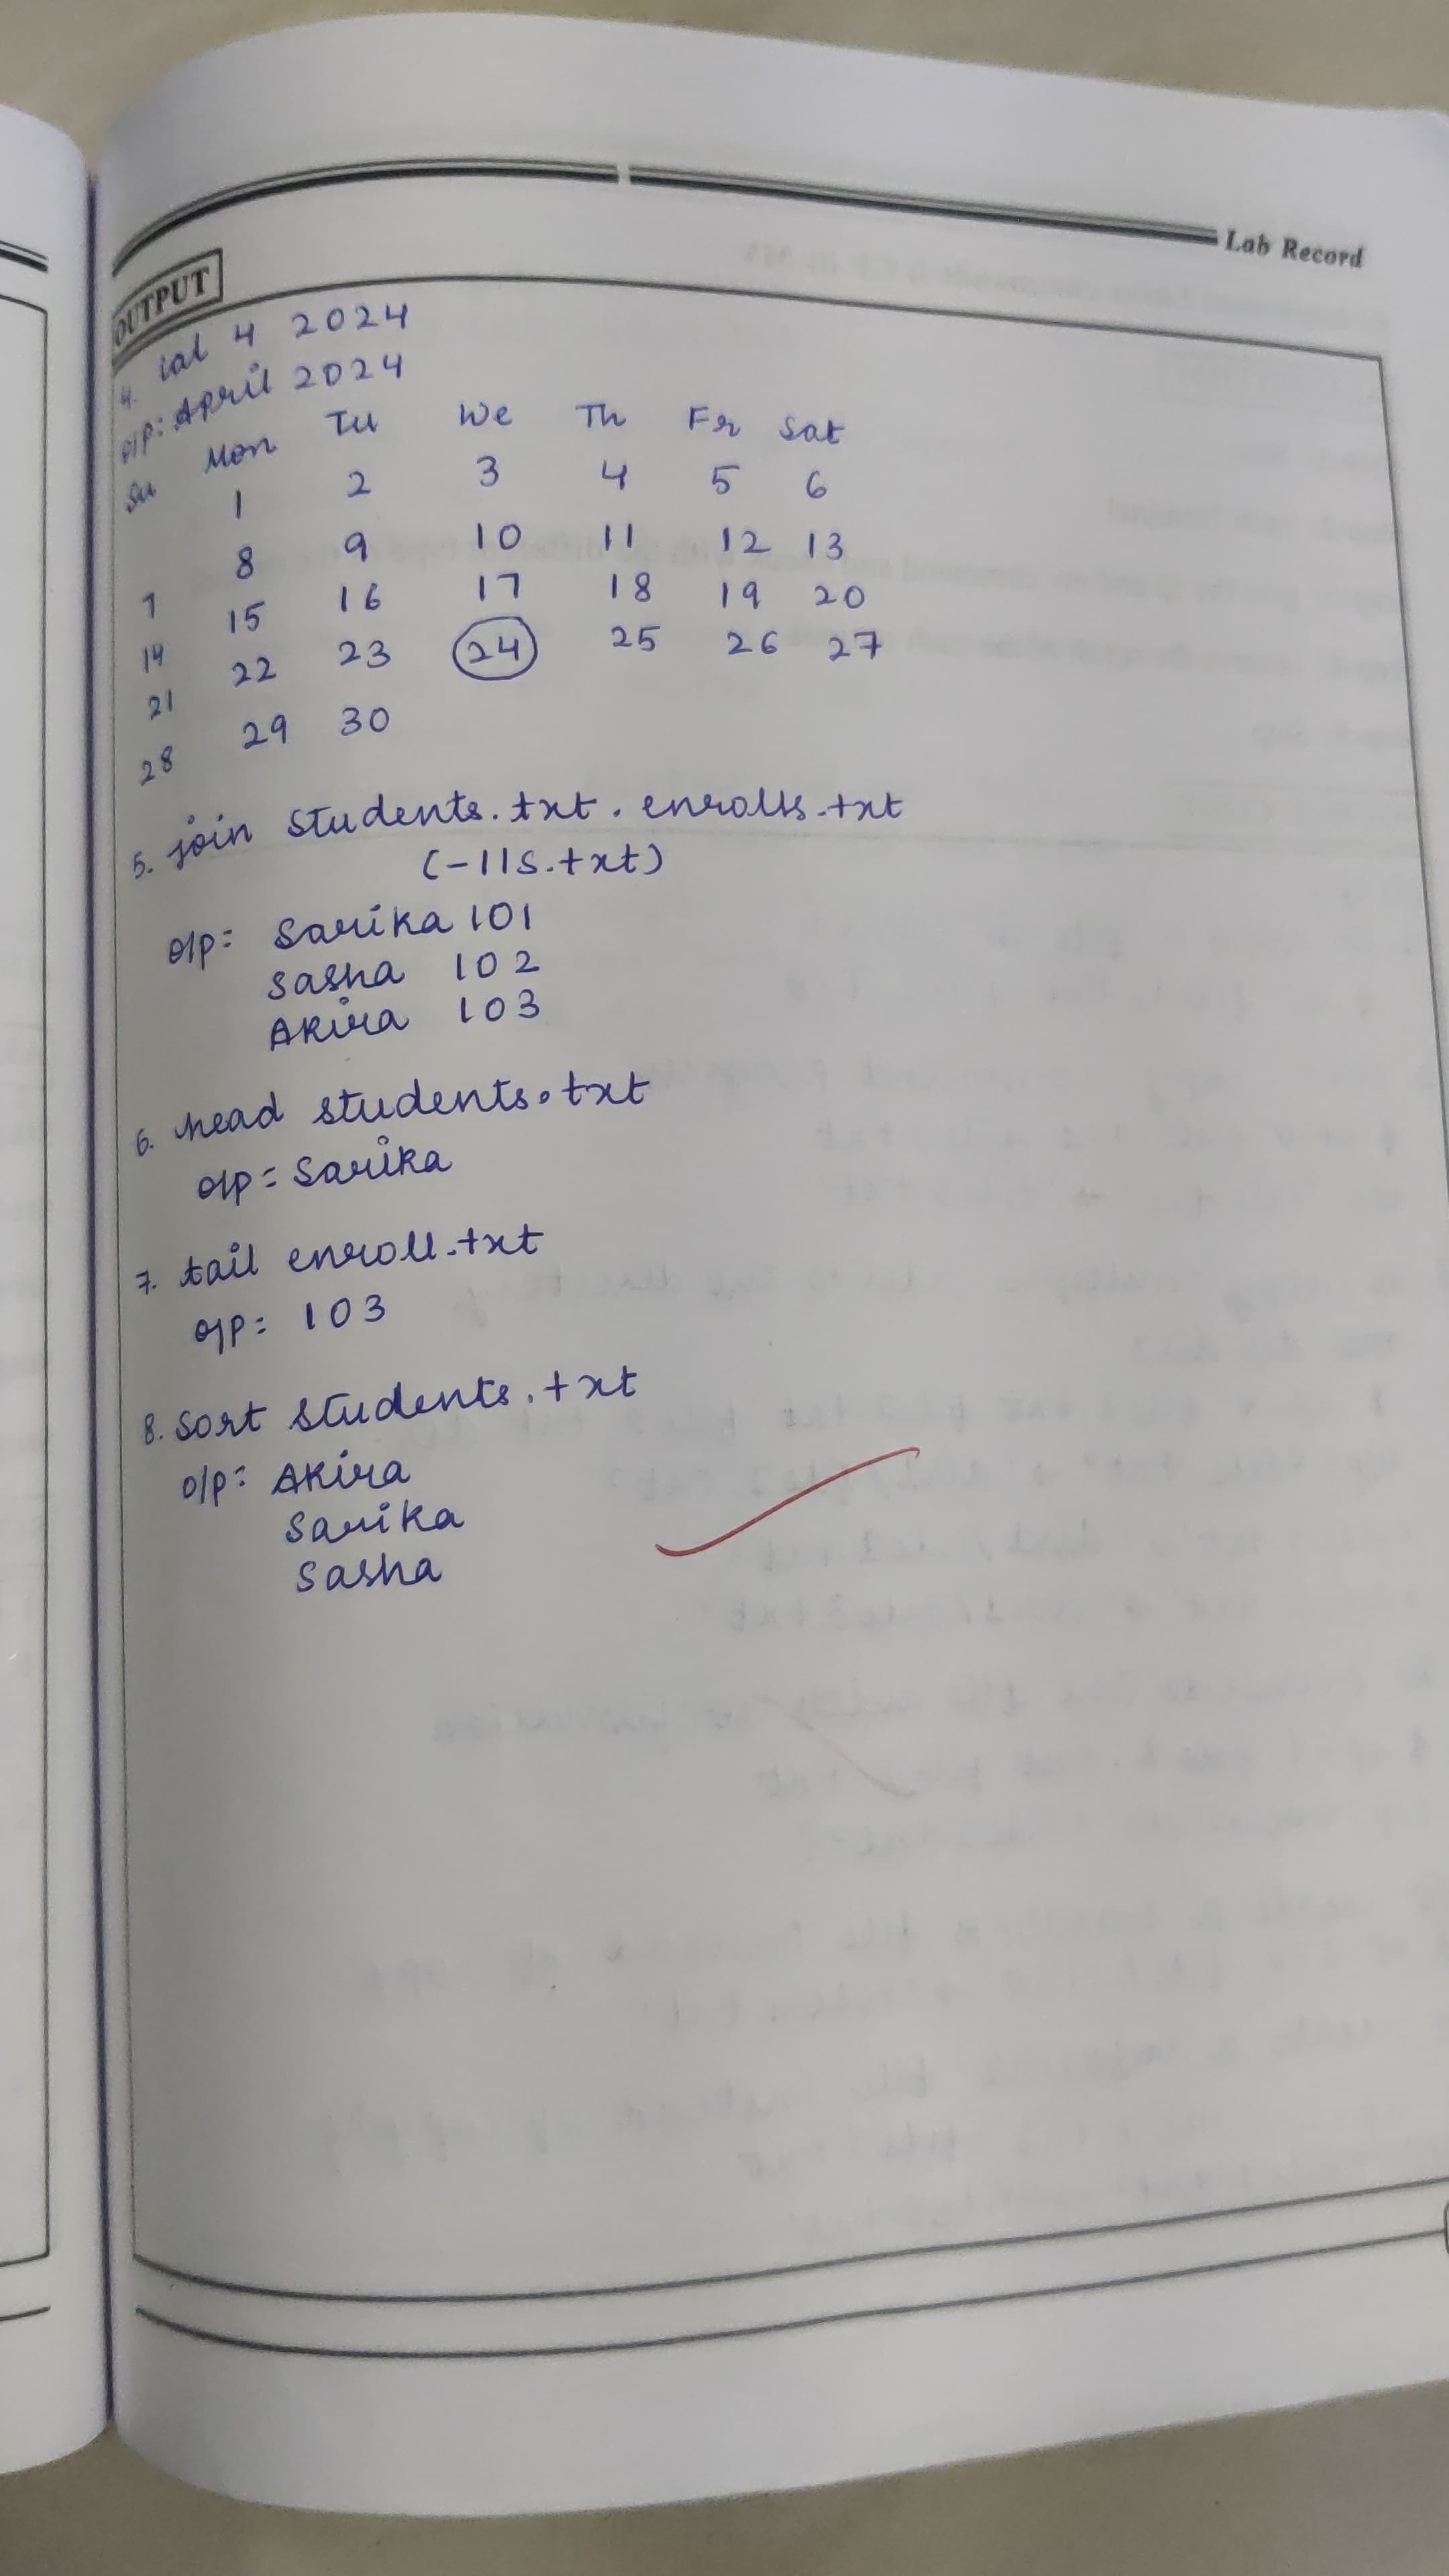 Lab Record
OUTPUT
4. cal 4 2024
o/p: April 2024
Su Mon Tu We Th Fr Sat
1 2 3 4 5 6
7 8 9 10 11 12 13
14 15 16 17 18 19 20
21 22 23 24 25 26 27
28 29 30
5. join students.txt . enrolls.txt
(-11s.txt)
o/p= Sarika 101
Sasha 102
Akira 103
6. head students.txt
o/p= Sarika
7. tail enroll.txt
o/p= 103
8. sort students.txt
o/p: Akira
Sarika
Sasha